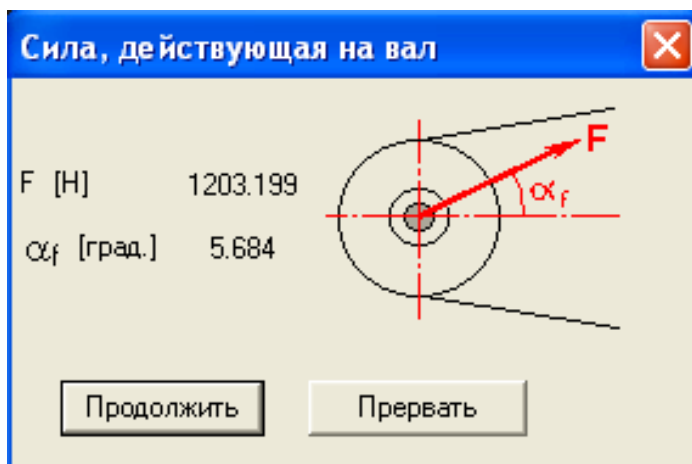 Сила, действующая на вал
F [Н] 1203.199
αf [град.] 5.684
F
αf
Продолжить Прервать